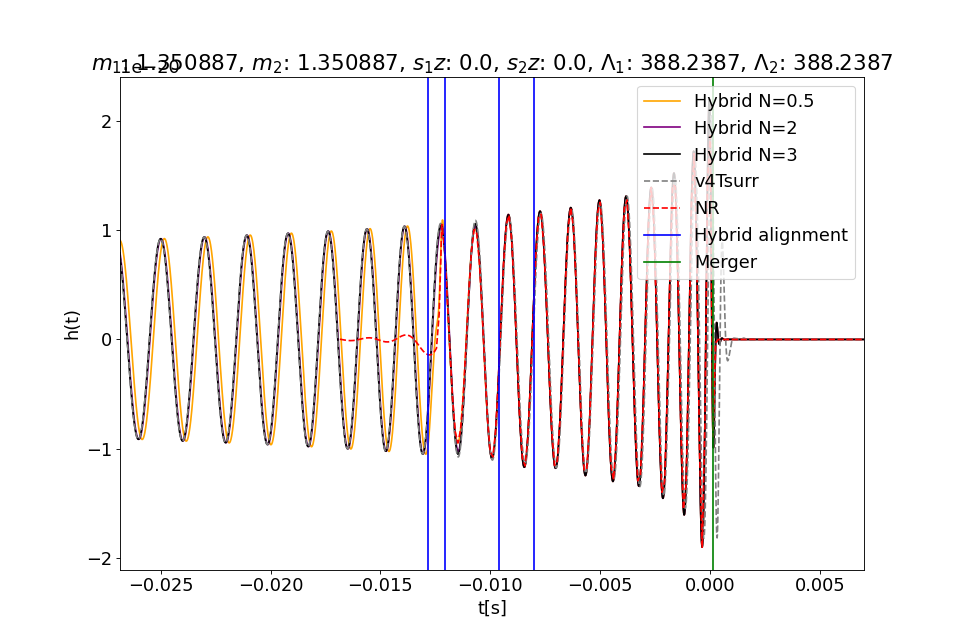 m₁: 1.350887, m₂: 1.350887, s₁z: 0.0, s₂z: 0.0, Λ₁: 388.2387, Λ₂: 388.2387
1e−20
2
1
0
−1
−2
h(t)
Hybrid N=0.5
Hybrid N=2
Hybrid N=3
v4Tsurr
NR
Hybrid alignment
Merger
−0.025 −0.020 −0.015 −0.010 −0.005 0.000 0.005
t[s]